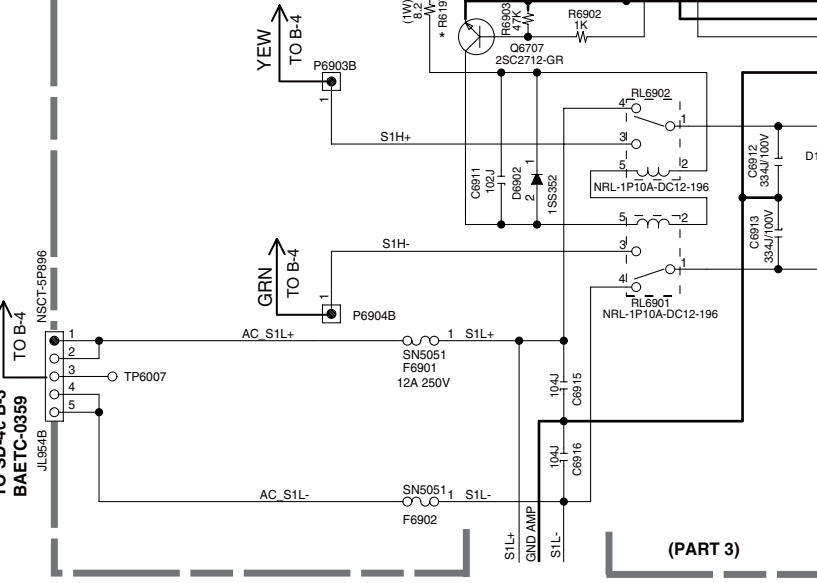 (1W)
8.2
* R619
R6903
47K
R6902
1K
Q6707
2SC2712-GR
YEW
TO B-4
P6903B
1
S1H+
RL6902
4
1
3
5
2
NRL-1P10A-DC12-196
C6911
102J
D6902
1
2
1SS352
C6912
334J/100V
D1
C6913
334J/100V
5
2
3
1
4
RL6901
NRL-1P10A-DC12-196
GRN
TO B-4
S1H-
1
P6904B
NSCT-5P896
TO B-4
1
2
3
4
5
TP6007
JL954B
BAETC-0359
AC_S1L+
SN5051
F6901
12A 250V
1
S1L+
104J
C6915
104J
C6916
AC_S1L-
SN5051
1
S1L-
F6902
S1L+
GND AMP
S1L-
(PART 3)